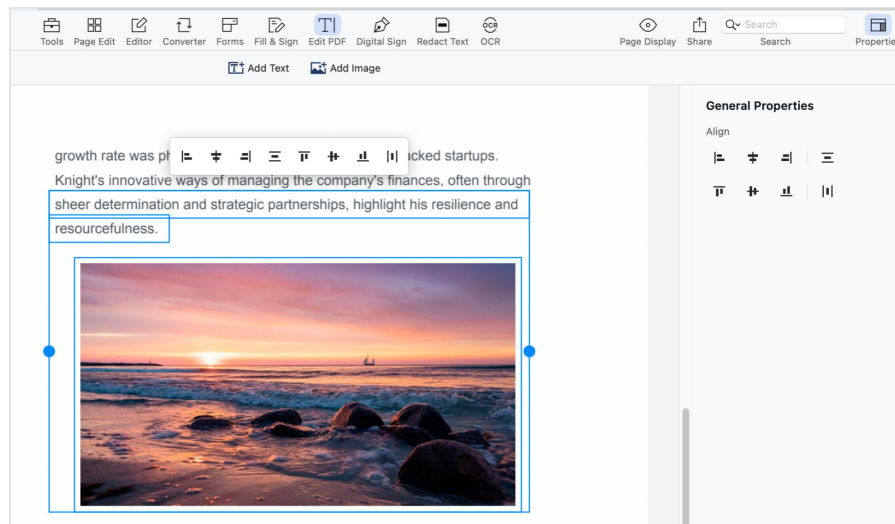 Tools Page Edit Editor Converter Forms Fill & Sign Edit PDF Digital Sign Redact Text OCR Page Display Share Search Propertie
OCR
Search
T Add Text Add Image
General Properties
Align
growth rate was acked startups.
Knight's innovative ways of managing the company's finances, often through
sheer determination and strategic partnerships, highlight his resilience and
resourcefulness.